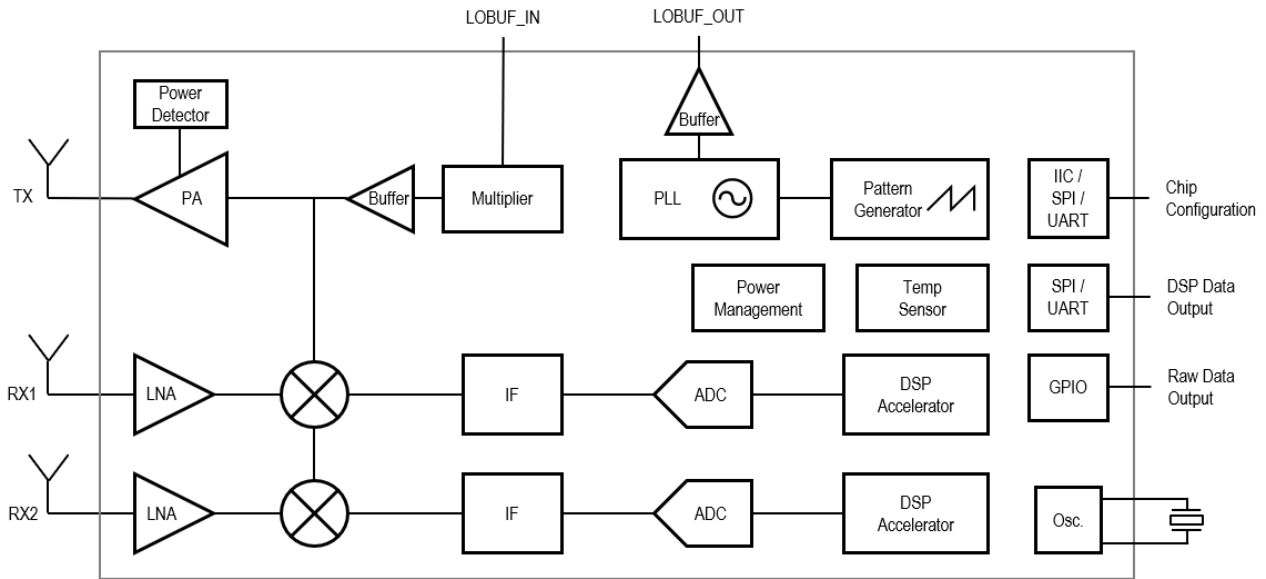 LOBUF_IN
LOBUF_OUT
Power
Detector
Buffer
TX
PA
Buffer
Multiplier
PLL
Pattern
Generator
IIC /
SPI /
UART
Chip
Configuration
Power
Management
Temp
Sensor
SPI /
UART
DSP Data
Output
RX1
LNA
IF
ADC
DSP
Accelerator
GPIO
Raw Data
Output
RX2
LNA
IF
ADC
DSP
Accelerator
Osc.